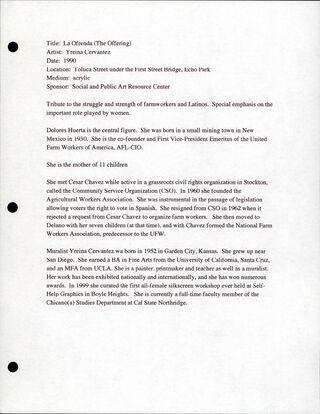 Title: La Ofrenda (The Offering)
Artist: Yreina Cervantez
Date: 1990
Location: Toluca Street under the First Street Bridge, Echo Park
Medium: acrylic
Sponsor: Social and Public Art Resource Center
Tribute to the struggle and strength of farmworkers and Latinos. Special emphasis on the
important role played by women.
Dolores Huerta is the central figure. She was born in a small mining town in New
Mexico in 1930. She is the co-founder and First Vice-President Emeritus of the United
Farm Workers of America, AFL-CIO.
She is the mother of 11 children
She met Cesar Chavez while active in a grassroots civil rights organization in Stockton,
called the Community Service Organization (CSO). In 1960 she founded the
Agricultural Workers Association. She was instrumental in the passage of legislation
allowing voters the right to vote in Spanish. She resigned from CSO in 1962 when it
rejected a request from Cesar Chavez to organize farm workers. She then moved to
Delano with her seven children (at that time), and with Chavez formed the National Farm
Workers Association, predecessor to the UFW.
Muralist Yreina Cervantez wa born in 1952 in Garden City, Kansas. She grew up near
San Diego. She earned a BA in Fine Arts from the University of California, Santa Cruz,
and an MFA from UCLA. She is a painter, printmaker and teacher as well as a muralist.
Her work has been exhibited nationally and internationally, and she has won numerous
awards. In 1999 she curated the first all-female silkscreen workshop ever held at Self-
Help Graphics in Boyle Heights. She is currently a full-time faculty member of the
Chicano(a) Studies Department at Cal State Northridge.